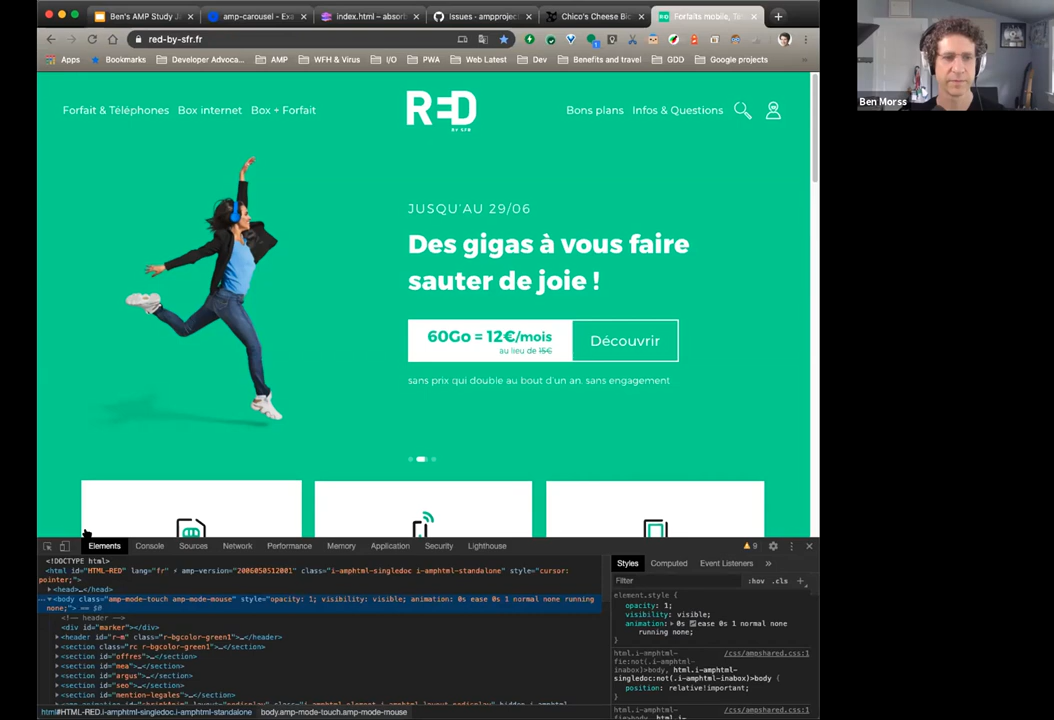 Ben's AMP Study J
amp-carousel - Exa
index.html – absorb
Issues · ampproject
Chico's Cheese Bic
Forfaits mobile, Té
red-by-sfr.fr
Apps
Bookmarks
Developer Advoca...
AMP
WFH & Virus
I/O
PWA
Web Latest
Dev
Benefits and travel
GDD
Google projects
»
Ben Morss
Forfait & Téléphones
Box internet
Box + Forfait
RED
BY SFR
Bons plans
Infos & Questions
JUSQU'AU 29/06
Des gigas à vous faire
sauter de joie !
60Go = 12€/mois
au lieu de 15€
Découvrir
sans prix qui double au bout d'un an, sans engagement
Elements
Console
Sources
Network
Performance
Memory
Application
Security
Lighthouse
9
<!DOCTYPE html>
<html id="HTML-RED" lang="fr" ⚡ amp-version="2006050512001" class="i-amphtml-singledoc i-amphtml-standalone" style="cursor:
pointer;">
<head>…</head>
<body class="amp-mode-touch amp-mode-mouse" style="opacity: 1; visibility: visible; animation: 0s ease 0s 1 normal none running
none;"> == $0
<!-- header -->
<div id="marker"></div>
<header id="r-m" class="r-bgcolor-green1">…</header>
<section class="rc r-bgcolor-green1">…</section>
<section id="offres">…</section>
<section id="mea">…</section>
<section id="args">…</section>
<section id="seo">…</section>
<section id="mention-legales">…</section>
html#HTML-RED.i-amphtml-singledoc.i-amphtml-standalone
body.amp-mode-touch.amp-mode-mouse
Styles
Computed
Event Listeners
»
Filter
:hov
.cls
element.style {
opacity: 1;
visibility: visible;
animation: 0s ease 0s 1 normal none
running none;
}
html.i-amphtml-
/css/ampshared.css:1
fie:not(.i-amphtml-
inabox)>body, html.i-amphtml-
singledoc:not(.i-amphtml-inabox)>body
{
position: relative!important;
}
/css/ampshared.css:1